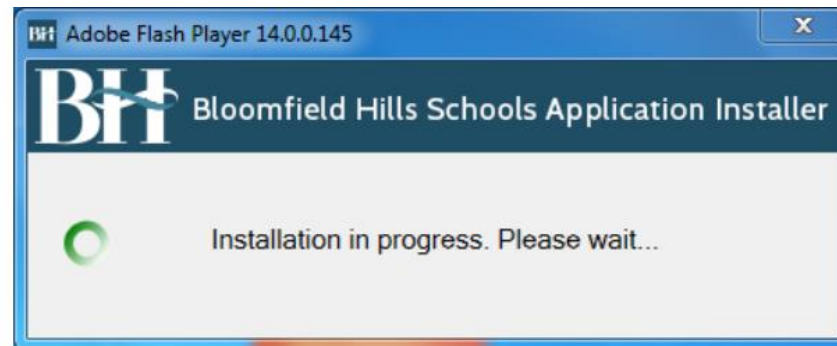 BH Adobe Flash Player 14.0.0.145
X
BH Bloomfield Hills Schools Application Installer
Installation in progress. Please wait...